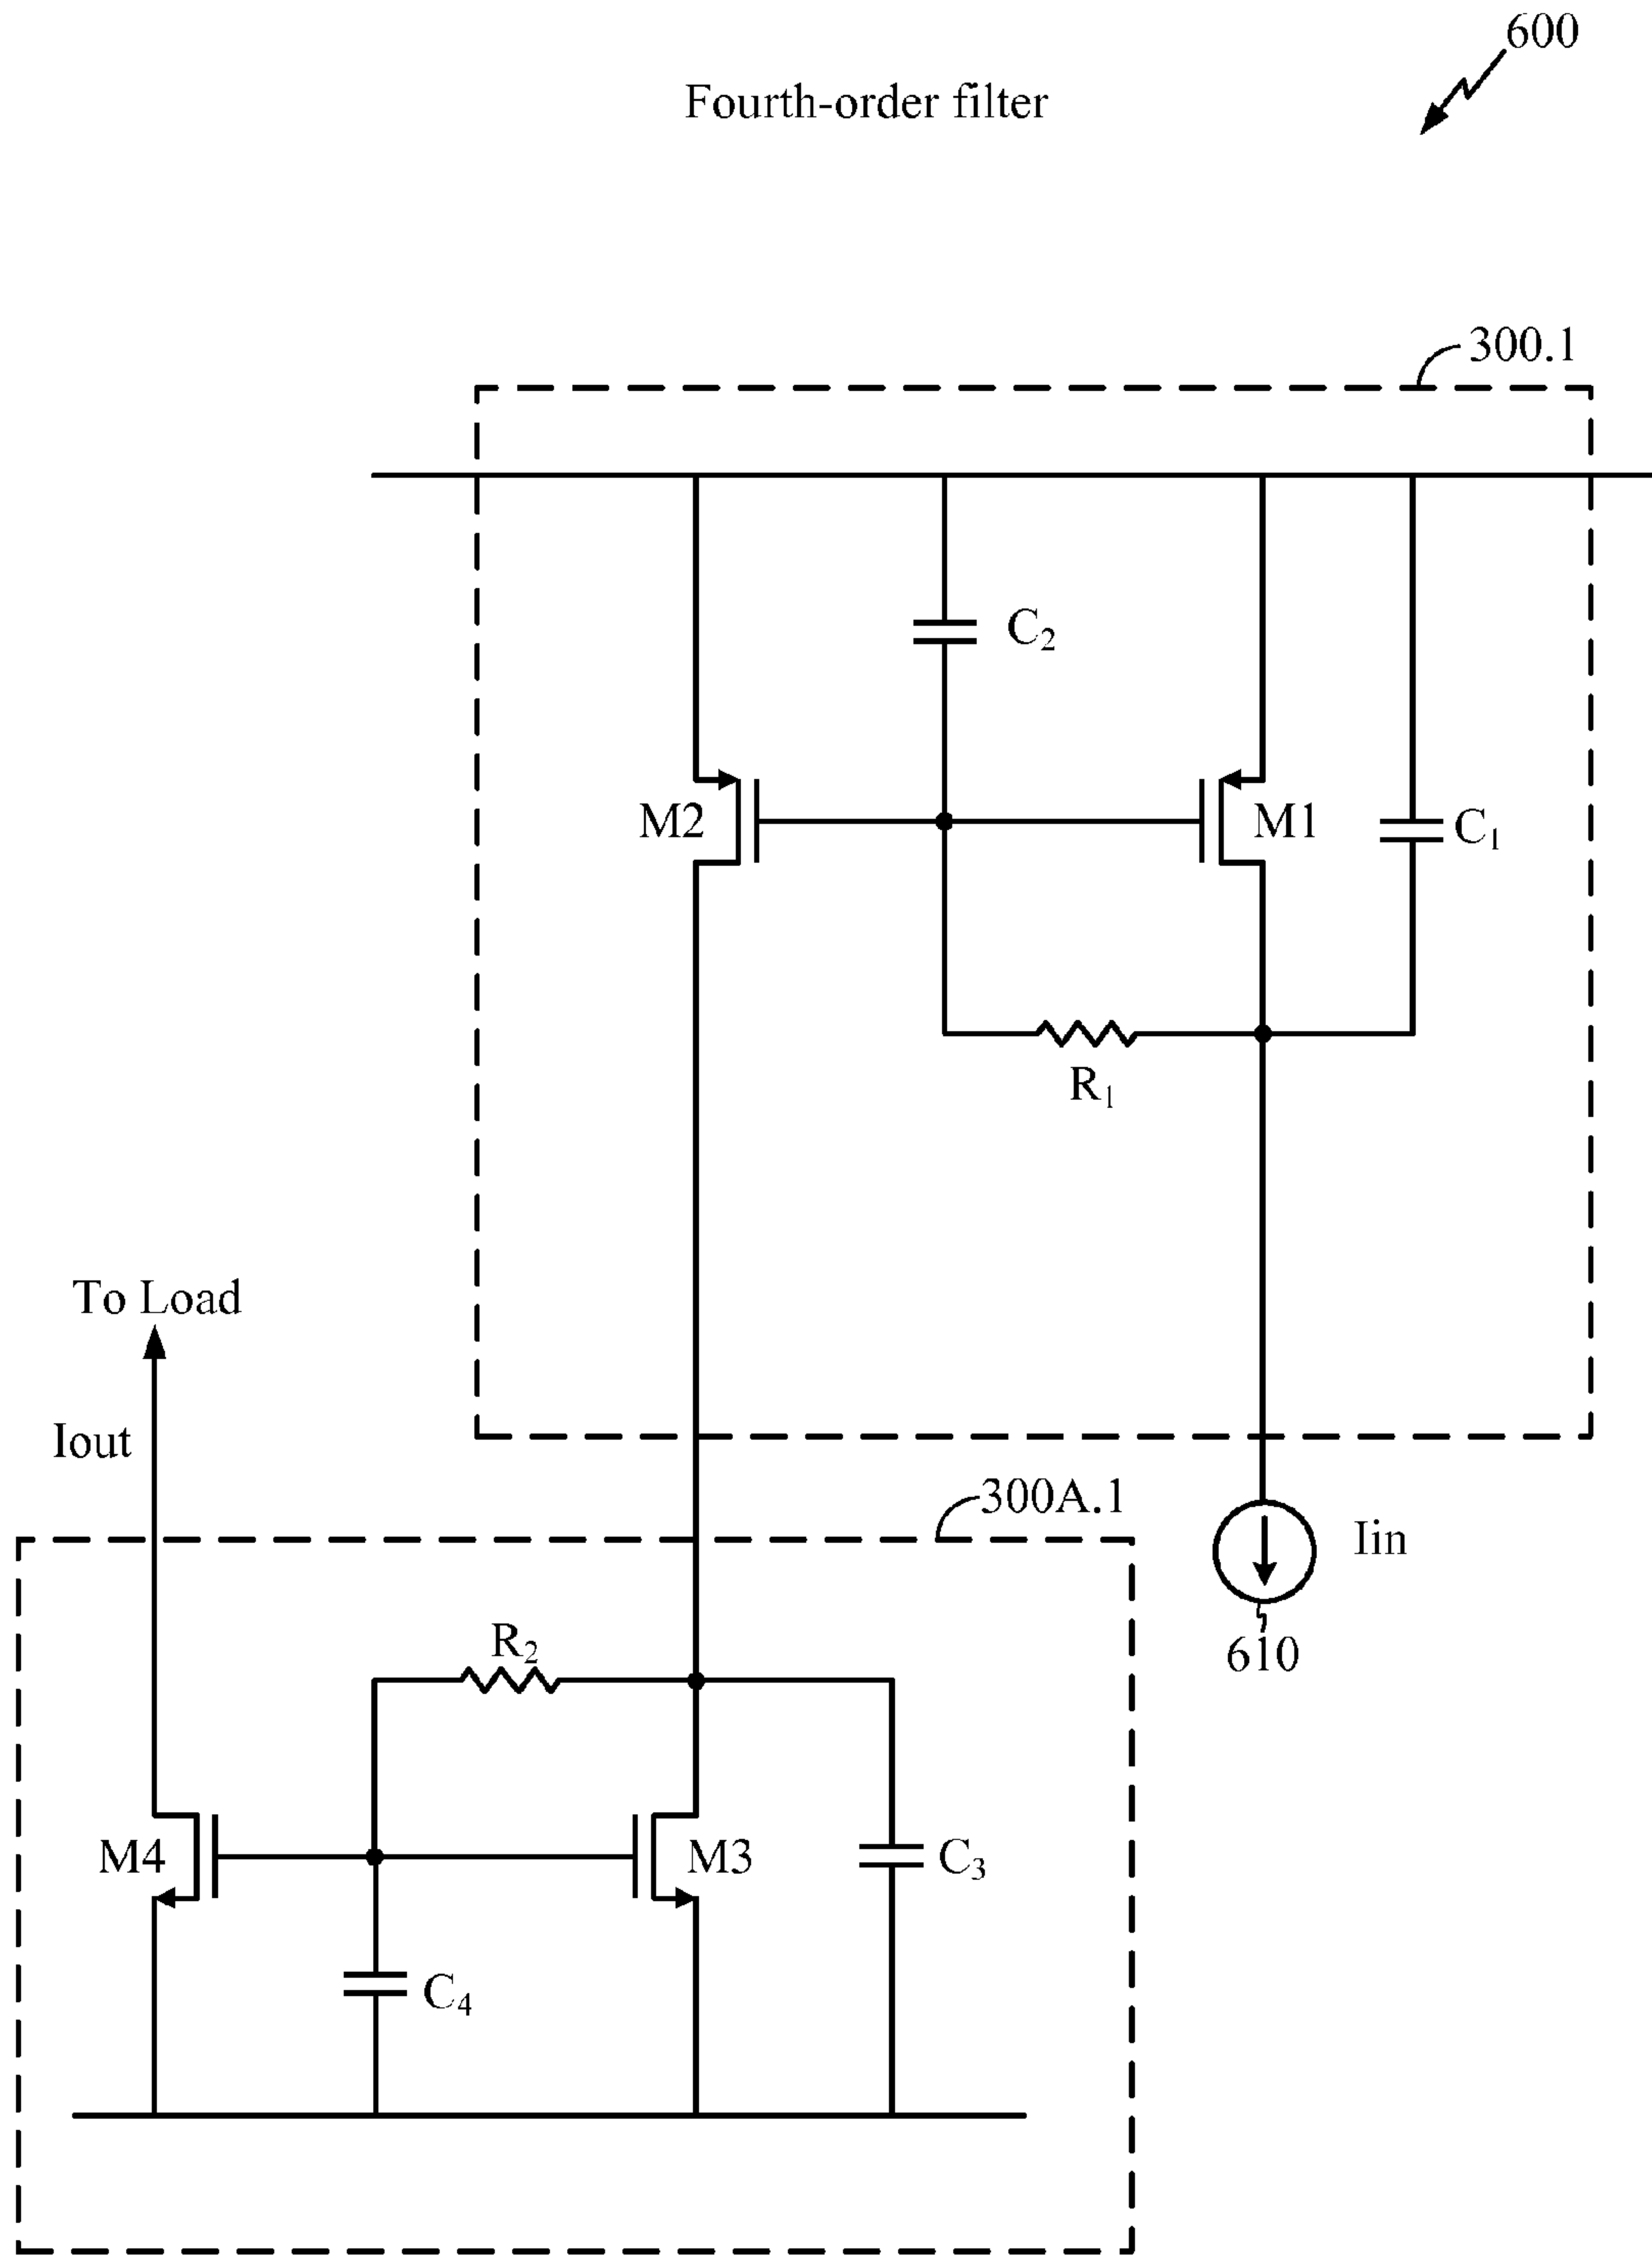 600
Fourth-order filter
300.1
C₂
M2
M1
C₁
R₁
To Load
Iout
300A.1
Iin
R₂
610
M4
M3
C₃
C₄